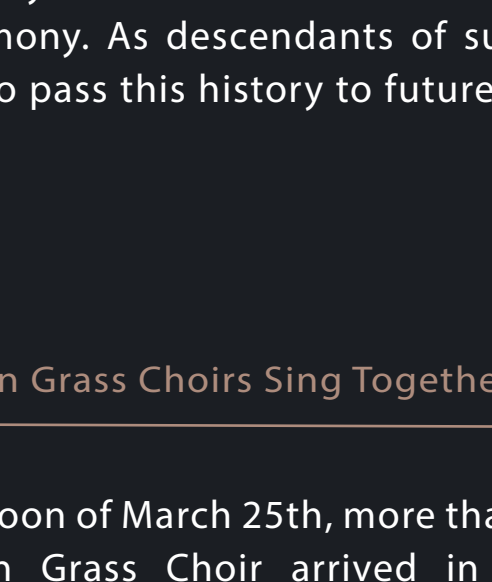 mony. As descendants of su
o pass this history to future
n Grass Choirs Sing Togethe
oon of March 25th, more tha
n Grass Choir arrived in